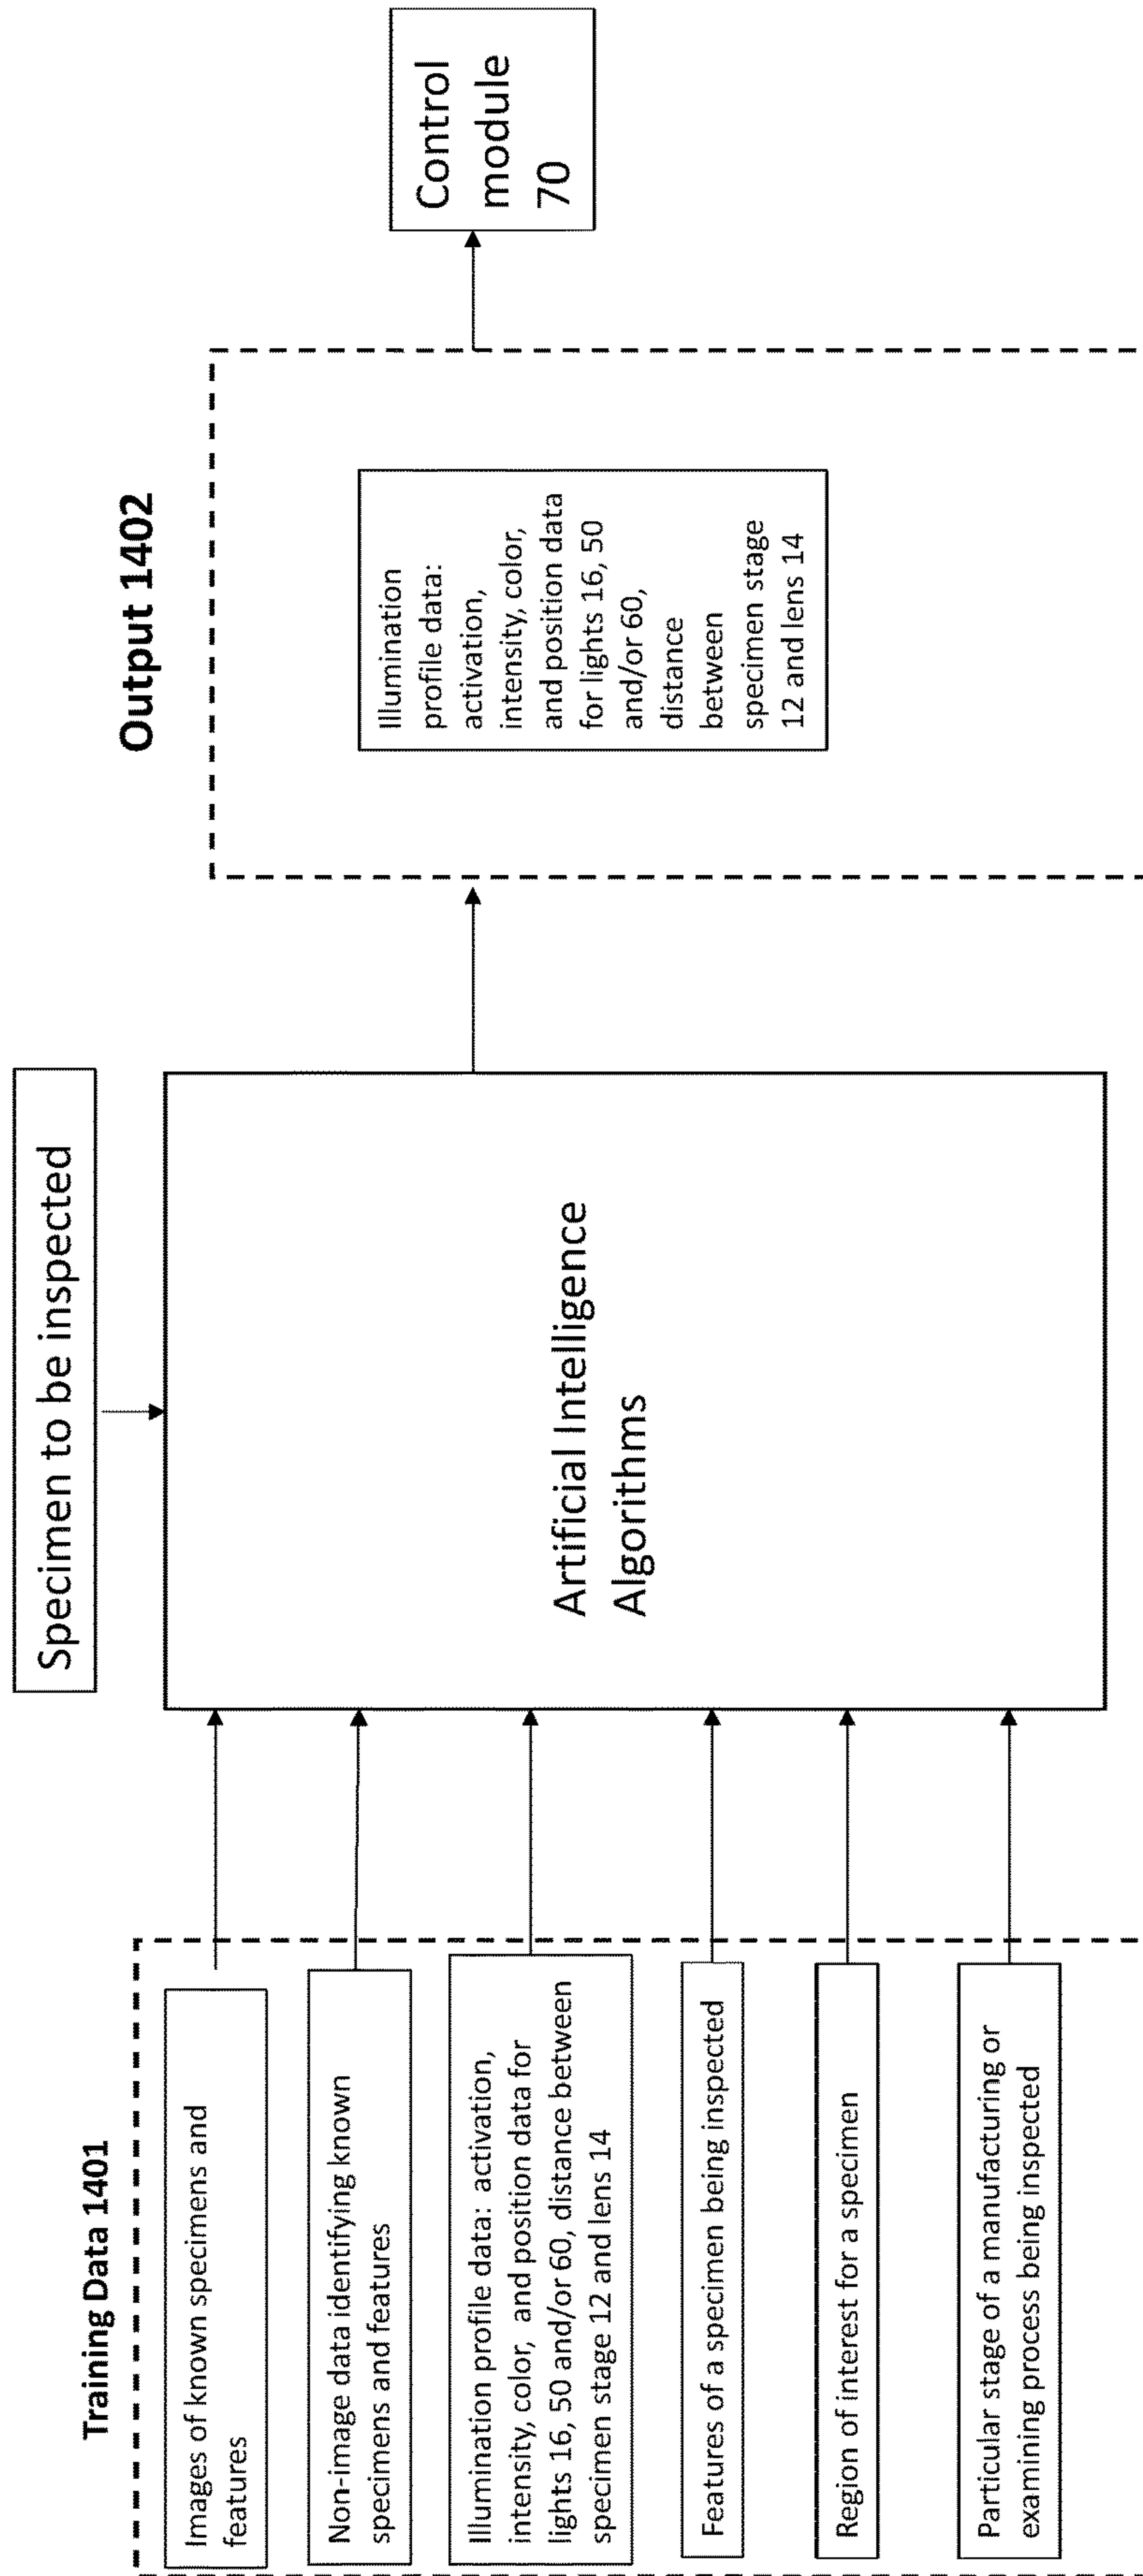 Training Data 1401
Images of known specimens and
features
Non-image data identifying known
specimens and features
Illumination profile data:  activation,
intensity, color,  and position data for
lights 16, 50 and/or 60, distance between
specimen stage 12 and lens 14
Features of a specimen being inspected
Region of interest for a specimen
Particular stage of a manufacturing or
examining process being inspected
Specimen to be inspected
Artificial Intelligence
Algorithms
Output 1402
Illumination
profile data:
activation,
intensity, color,
and position data
for lights 16, 50
and/or 60,
distance
between
specimen stage
12 and lens 14
Control
module
70